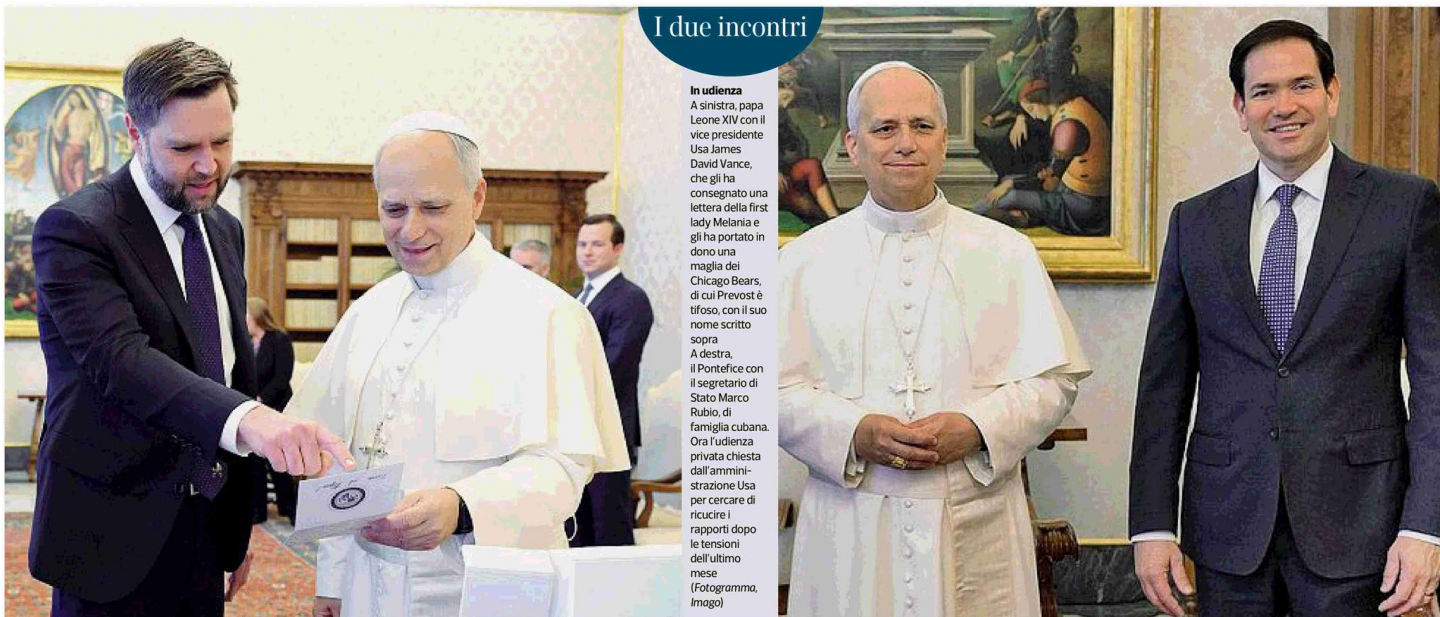 I due incontri
In udienza
A sinistra, papa
Leone XIV con il
vice presidente
Usa James
David Vance,
che gli ha
consegnato una
lettera della first
lady Melania e
gli ha portato in
dono una
maglia dei
Chicago Bears,
di cui Prevost è
tifoso, con il suo
nome scritto
sopra
A destra,
il Pontefice con
il segretario di
Stato Marco
Rubio, di
famiglia cubana.
Ora l'udienza
privata chiesta
dall'ammini-
strazione Usa
per cercare di
ricucire i
rapporti dopo
le tensioni
dell'ultimo
mese
(Fotogramma,
Imago)